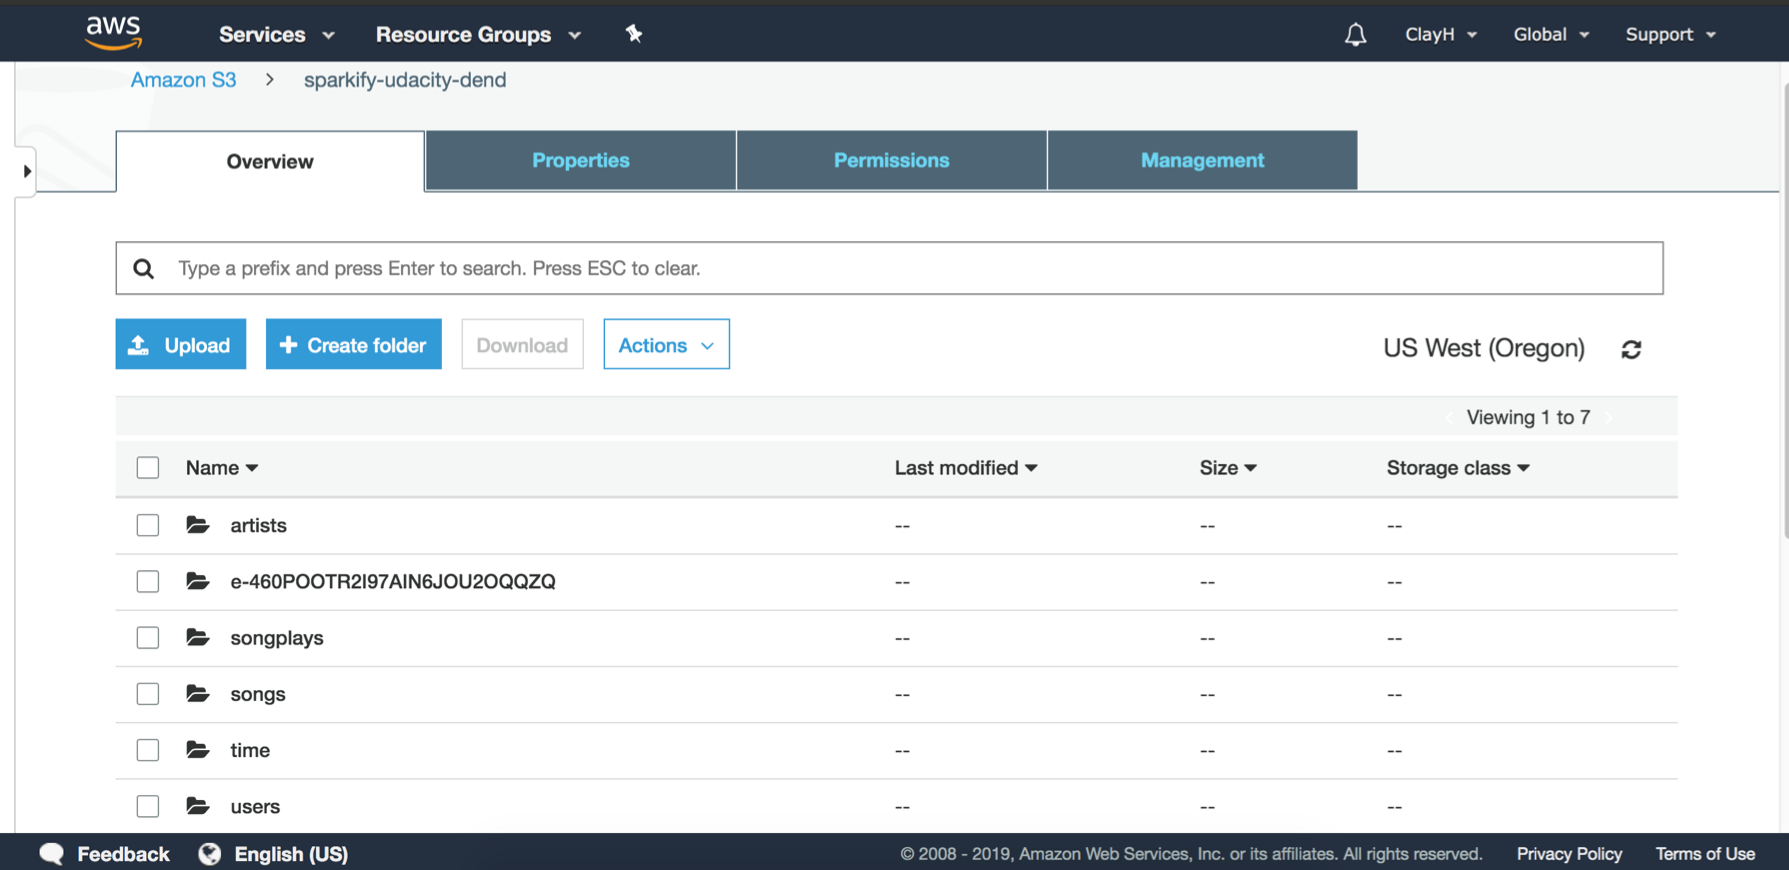 aws Services Resource Groups ClayH Global Support
Amazon S3 > sparkify-udacity-dend
Overview Properties Permissions Management
Type a prefix and press Enter to search. Press ESC to clear.
Upload + Create folder Download Actions US West (Oregon)
Viewing 1 to 7
Name Last modified Size Storage class
artists -- -- --
e-460POOTR2I97AIN6JOU2OQQZQ -- -- --
songplays -- -- --
songs -- -- --
time -- -- --
users -- -- --
Feedback English (US) © 2008 - 2019, Amazon Web Services, Inc. or its affiliates. All rights reserved. Privacy Policy Terms of Use